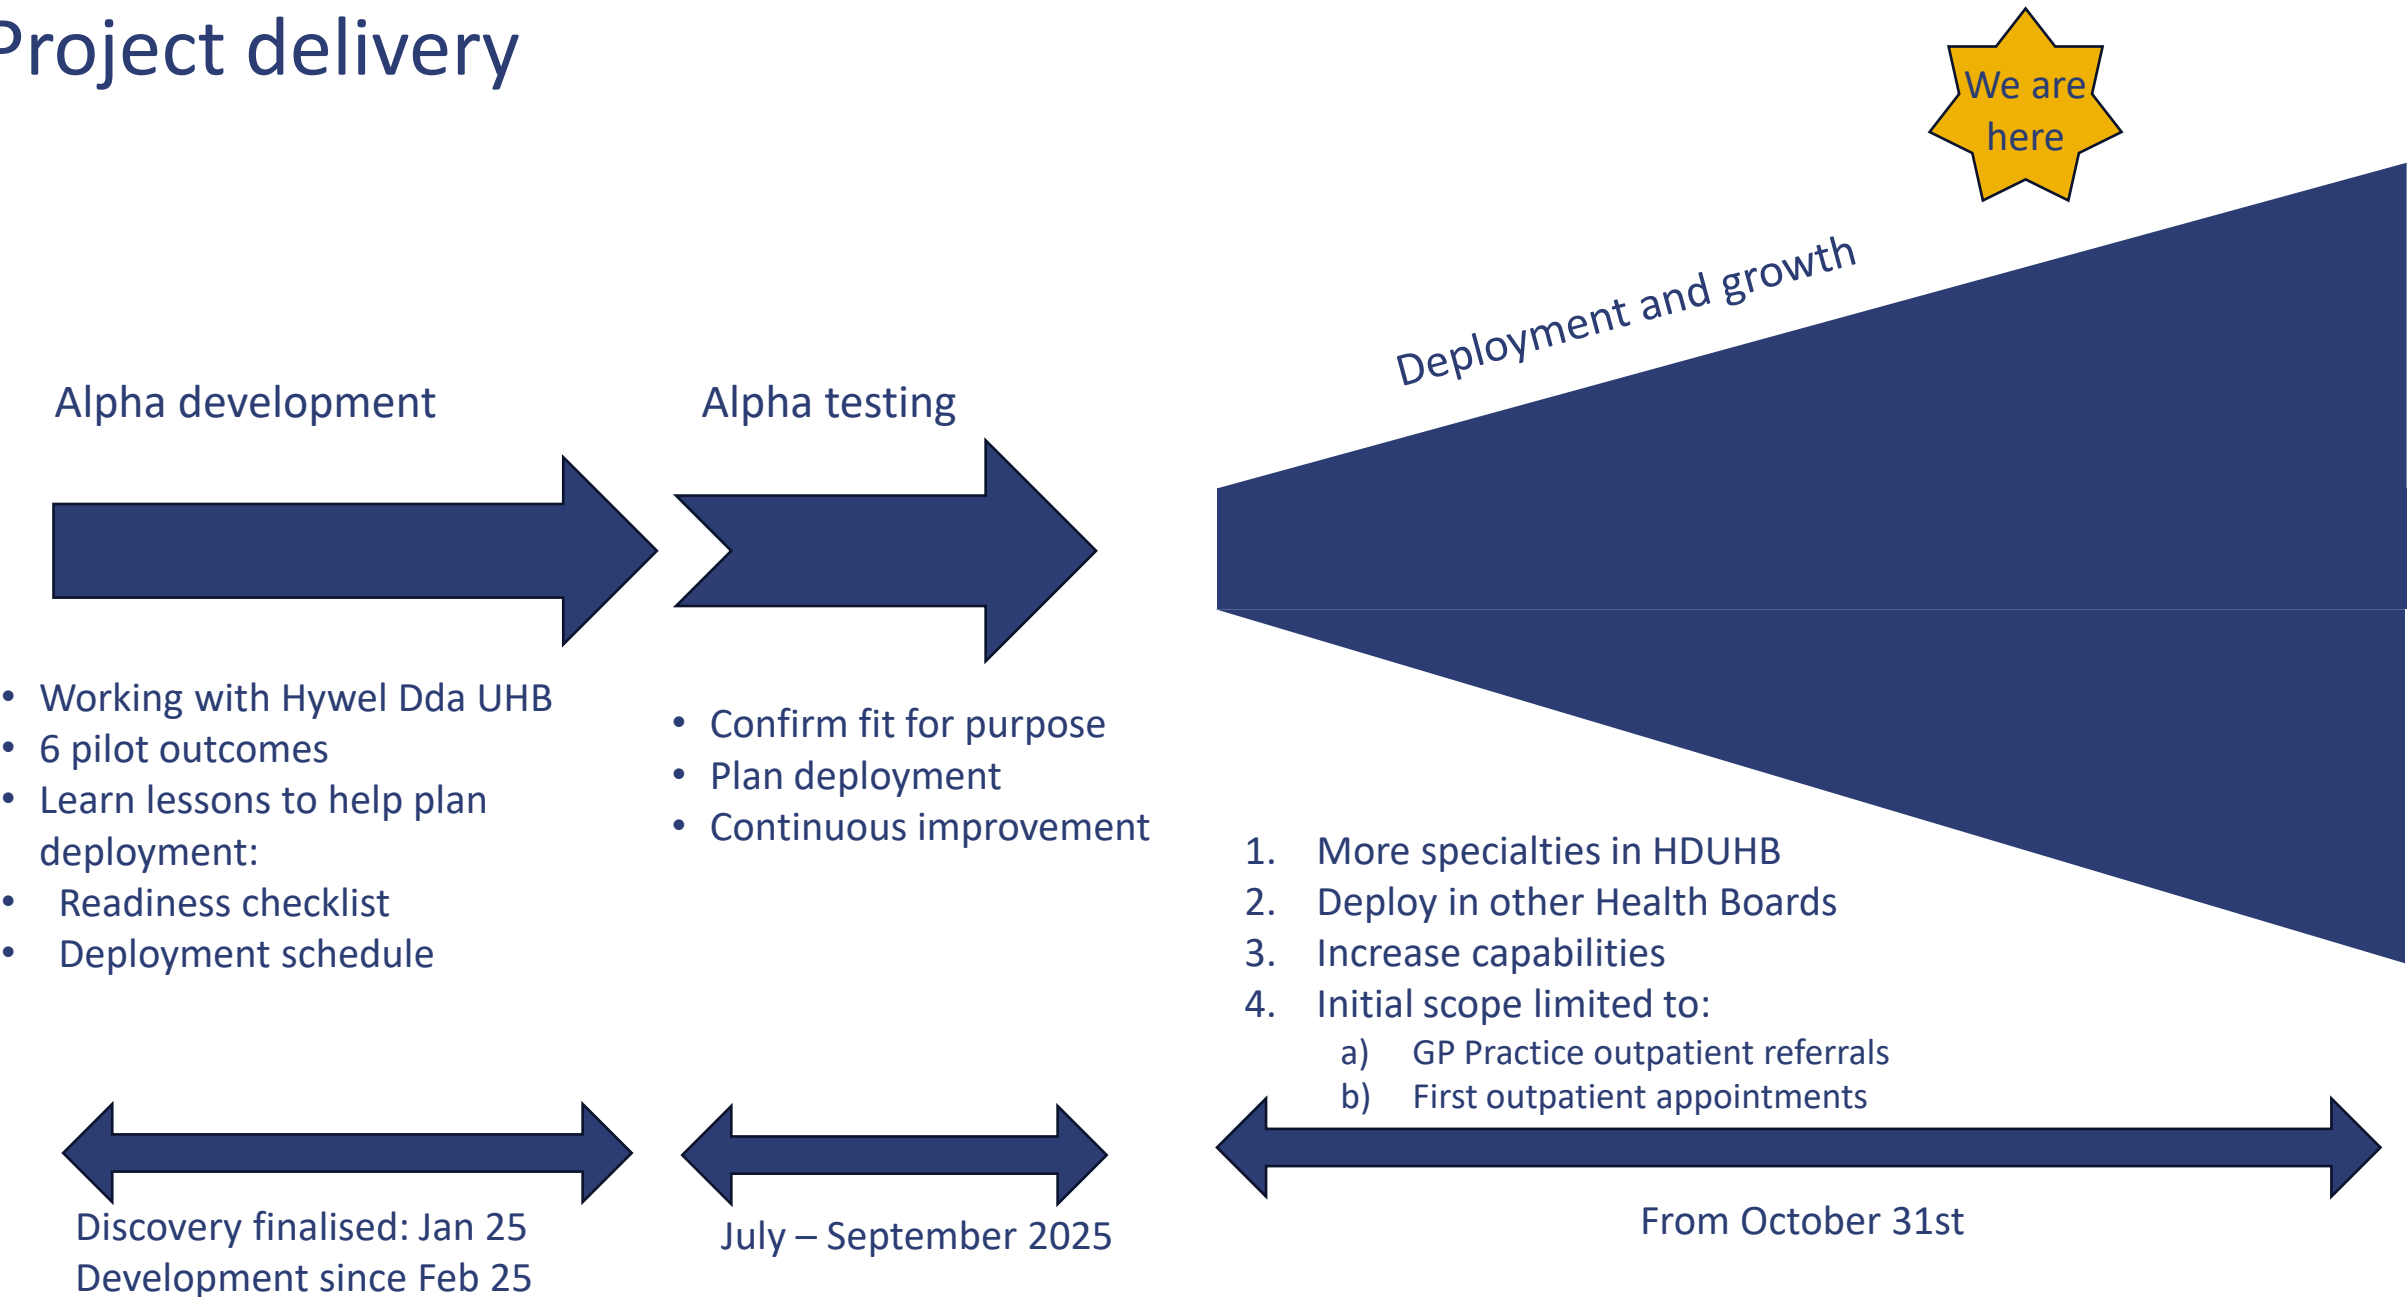 Project delivery
We are
here
Deployment and growth
Alpha development
Alpha testing
• Working with Hywel Dda UHB
• 6 pilot outcomes
• Learn lessons to help plan
deployment:
• Readiness checklist
• Deployment schedule
• Confirm fit for purpose
• Plan deployment
• Continuous improvement
1. More specialties in HDUHB
2. Deploy in other Health Boards
3. Increase capabilities
4. Initial scope limited to:
a) GP Practice outpatient referrals
b) First outpatient appointments
Discovery finalised: Jan 25
Development since Feb 25
July – September 2025
From October 31st